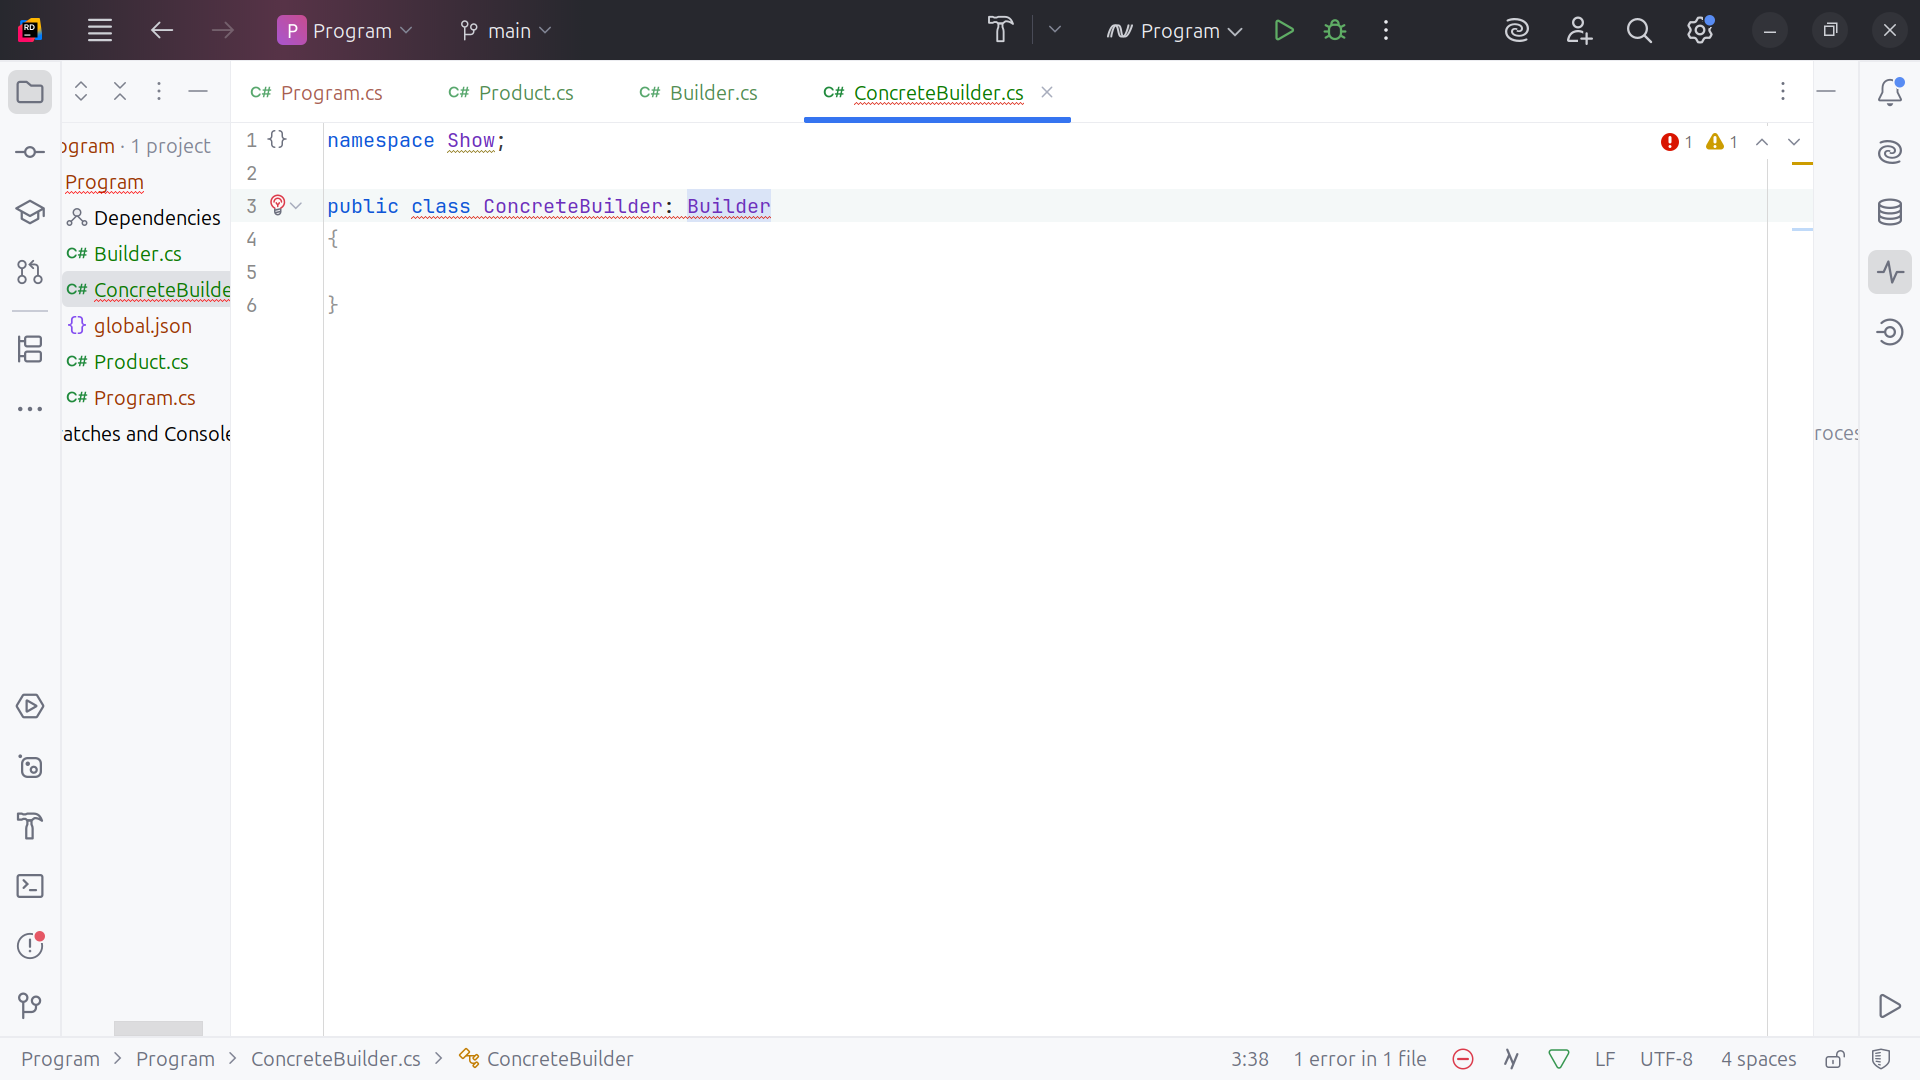 RD
P Program
main
Program
C# Program.cs
C# Product.cs
C# Builder.cs
C# ConcreteBuilder.cs
ogram · 1 project
Program
Dependencies
C# Builder.cs
C# ConcreteBuilde
{} global.json
C# Product.cs
C# Program.cs
atches and Console
1 {} namespace Show;
2
3 public class ConcreteBuilder: Builder
4 {
5
6 }
1 1
roces
Program > Program > ConcreteBuilder.cs > ConcreteBuilder
3:38 1 error in 1 file LF UTF-8 4 spaces